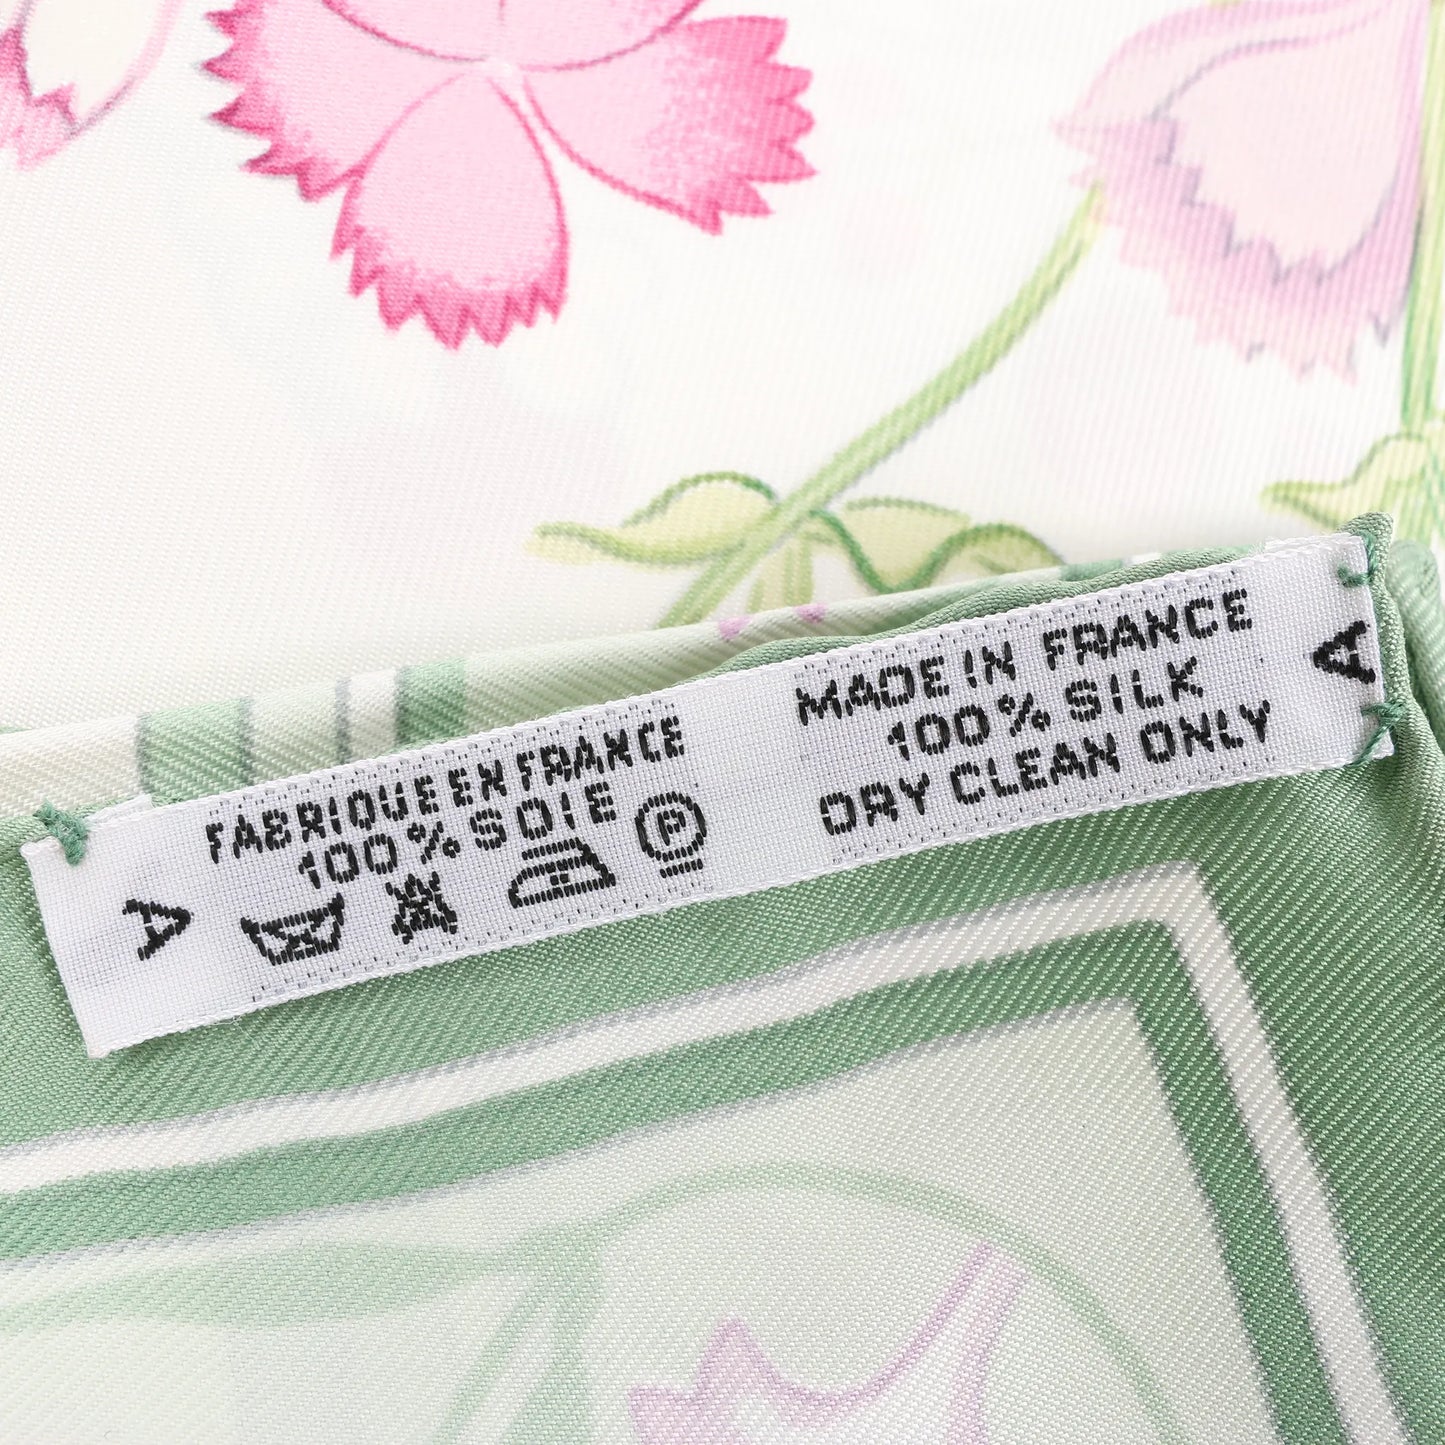 FABRIQUE EN FRANCE
100% SOIE
P
A
MADE IN FRANCE
100% SILK
DRY CLEAN ONLY
A